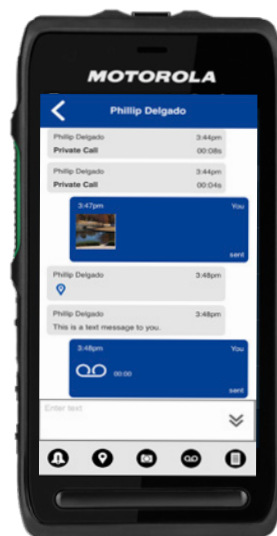 MOTOROLA
Phillip Delgado
Phillip Delgado 3:44pm
Private Call 00:08s
Phillip Delgado 3:44pm
Private Call 00:04s
3:47pm You
sent
Phillip Delgado 3:48pm
Phillip Delgado 3:48pm
This is a text message to you.
3:48pm You
00:00
sent
Enter text